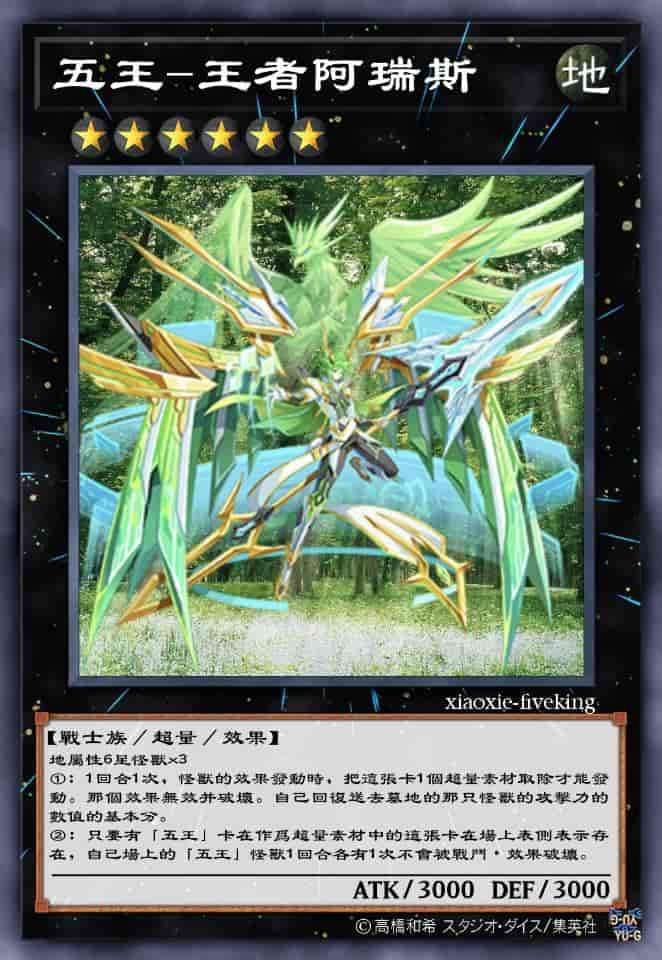 五王-王者阿瑞斯
地
xiaoxie-fiveking
【戰士族／超量／效果】
地屬性6星怪獸x3
①：1回合1次，怪獸的效果發動時，把這張卡1個超量素材取除才能發
動。那個效果無效并破壞。自己回復送去墓地的那只怪獸的攻擊力的
數值的基本分。
②：只要有「五王」卡在作爲超量素材中的這張卡在場上表側表示存
在，自己場上的「五王」怪獸1回合各有1次不會被戰鬥・效果破壞。
ATK/3000 DEF/3000
©高橋和希 スタジオ・ダイス/集英社